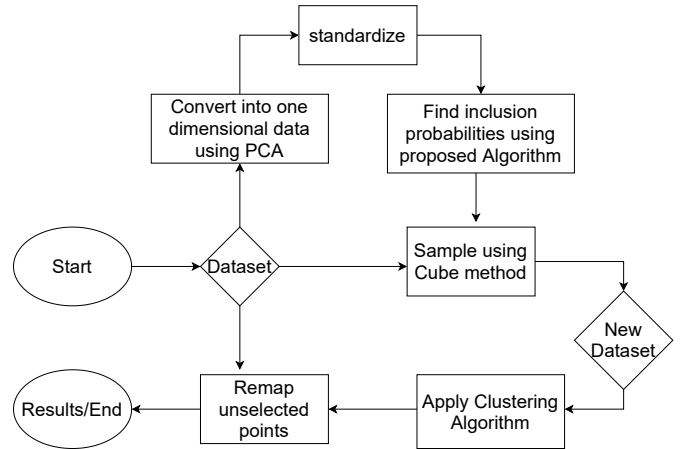 standardize
Convert into one
dimensional data
using PCA
Find inclusion
probabilities using
proposed Algorithm
Start
Dataset
Sample using
Cube method
New
Dataset
Results/End
Remap
unselected
points
Apply Clustering
Algorithm